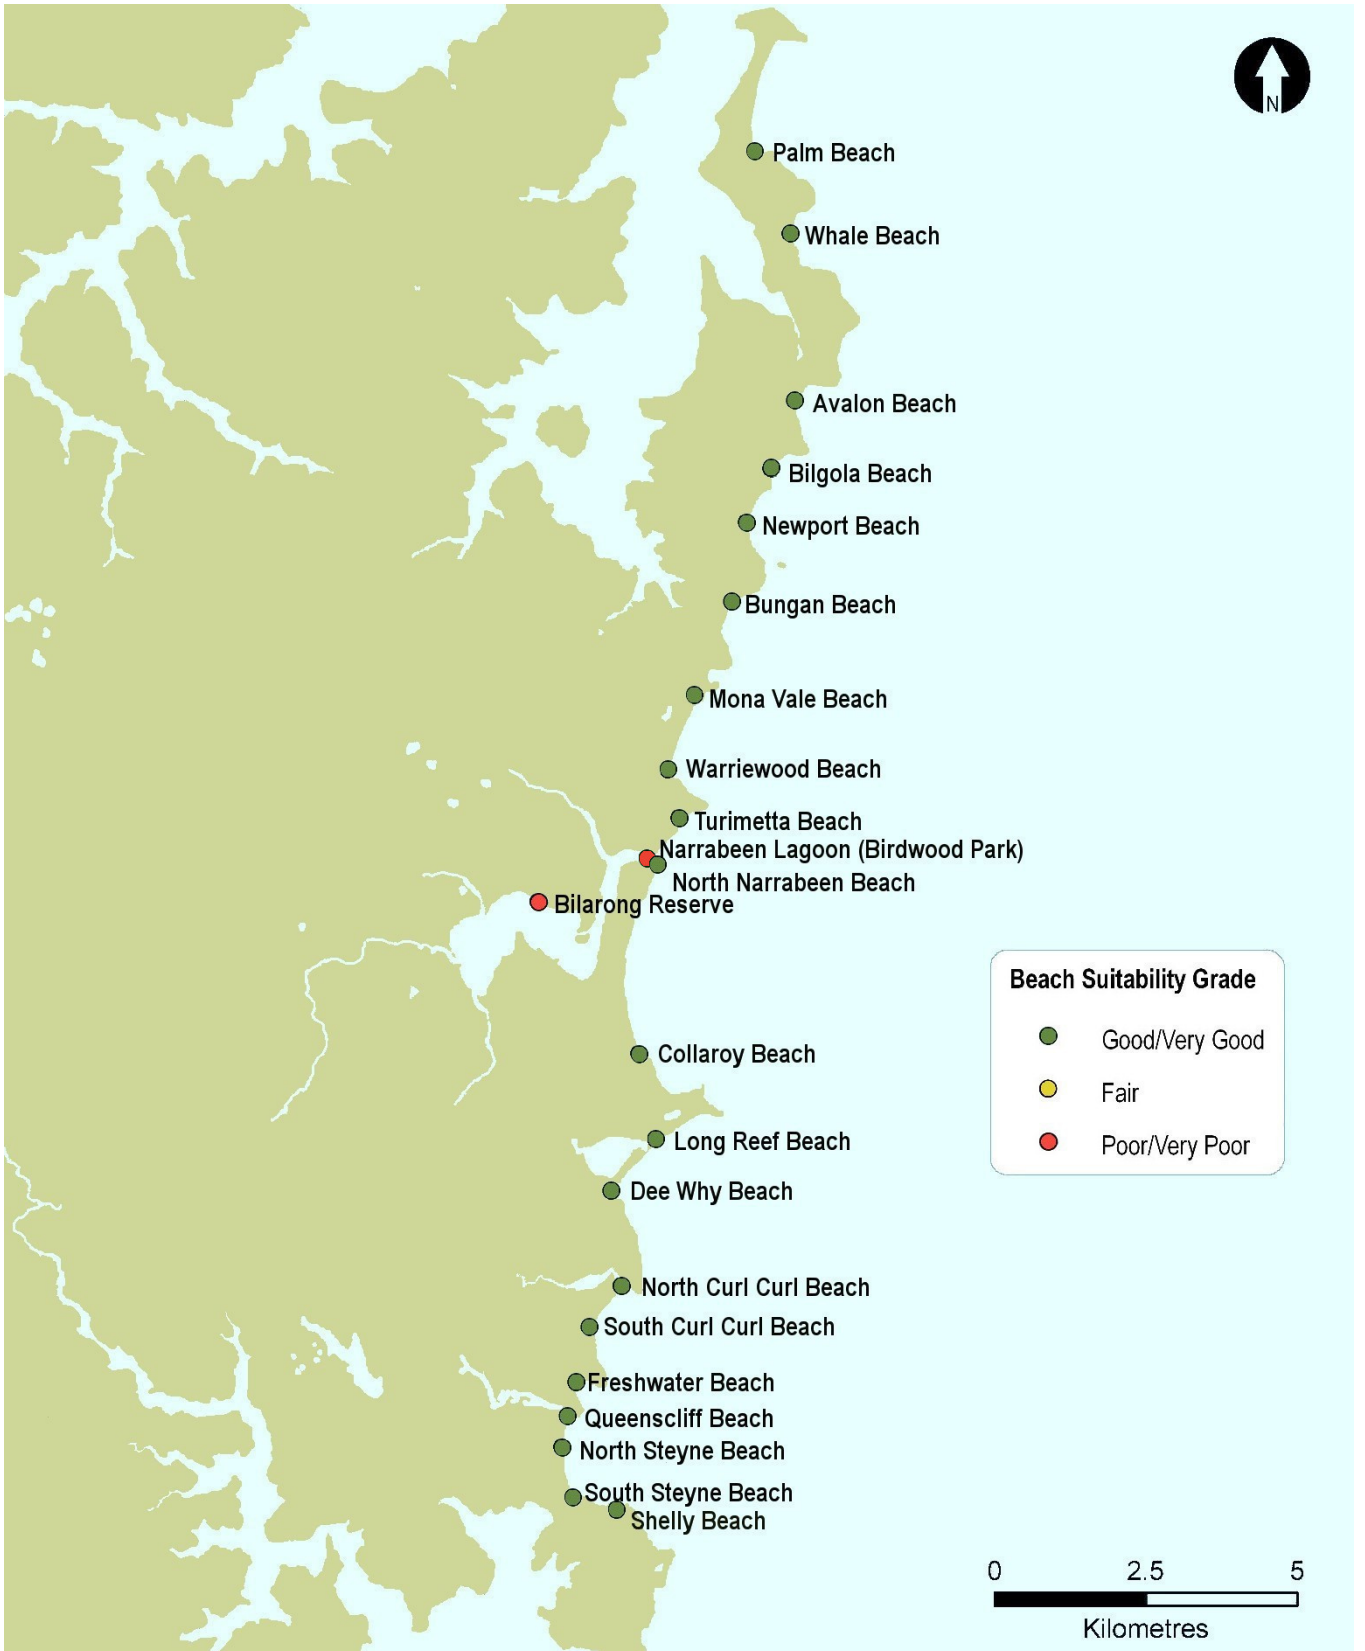 N
Palm Beach
Whale Beach
Avalon Beach
Bilgola Beach
Newport Beach
Bungan Beach
Mona Vale Beach
Warriewood Beach
Turimetta Beach
Narrabeen Lagoon (Birdwood Park)
North Narrabeen Beach
Bilarong Reserve
Beach Suitability Grade
Good/Very Good
Fair
Poor/Very Poor
Collaroy Beach
Long Reef Beach
Dee Why Beach
North Curl Curl Beach
South Curl Curl Beach
Freshwater Beach
Queenscliff Beach
North Steyne Beach
South Steyne Beach
Shelly Beach
0 2.5 5
Kilometres